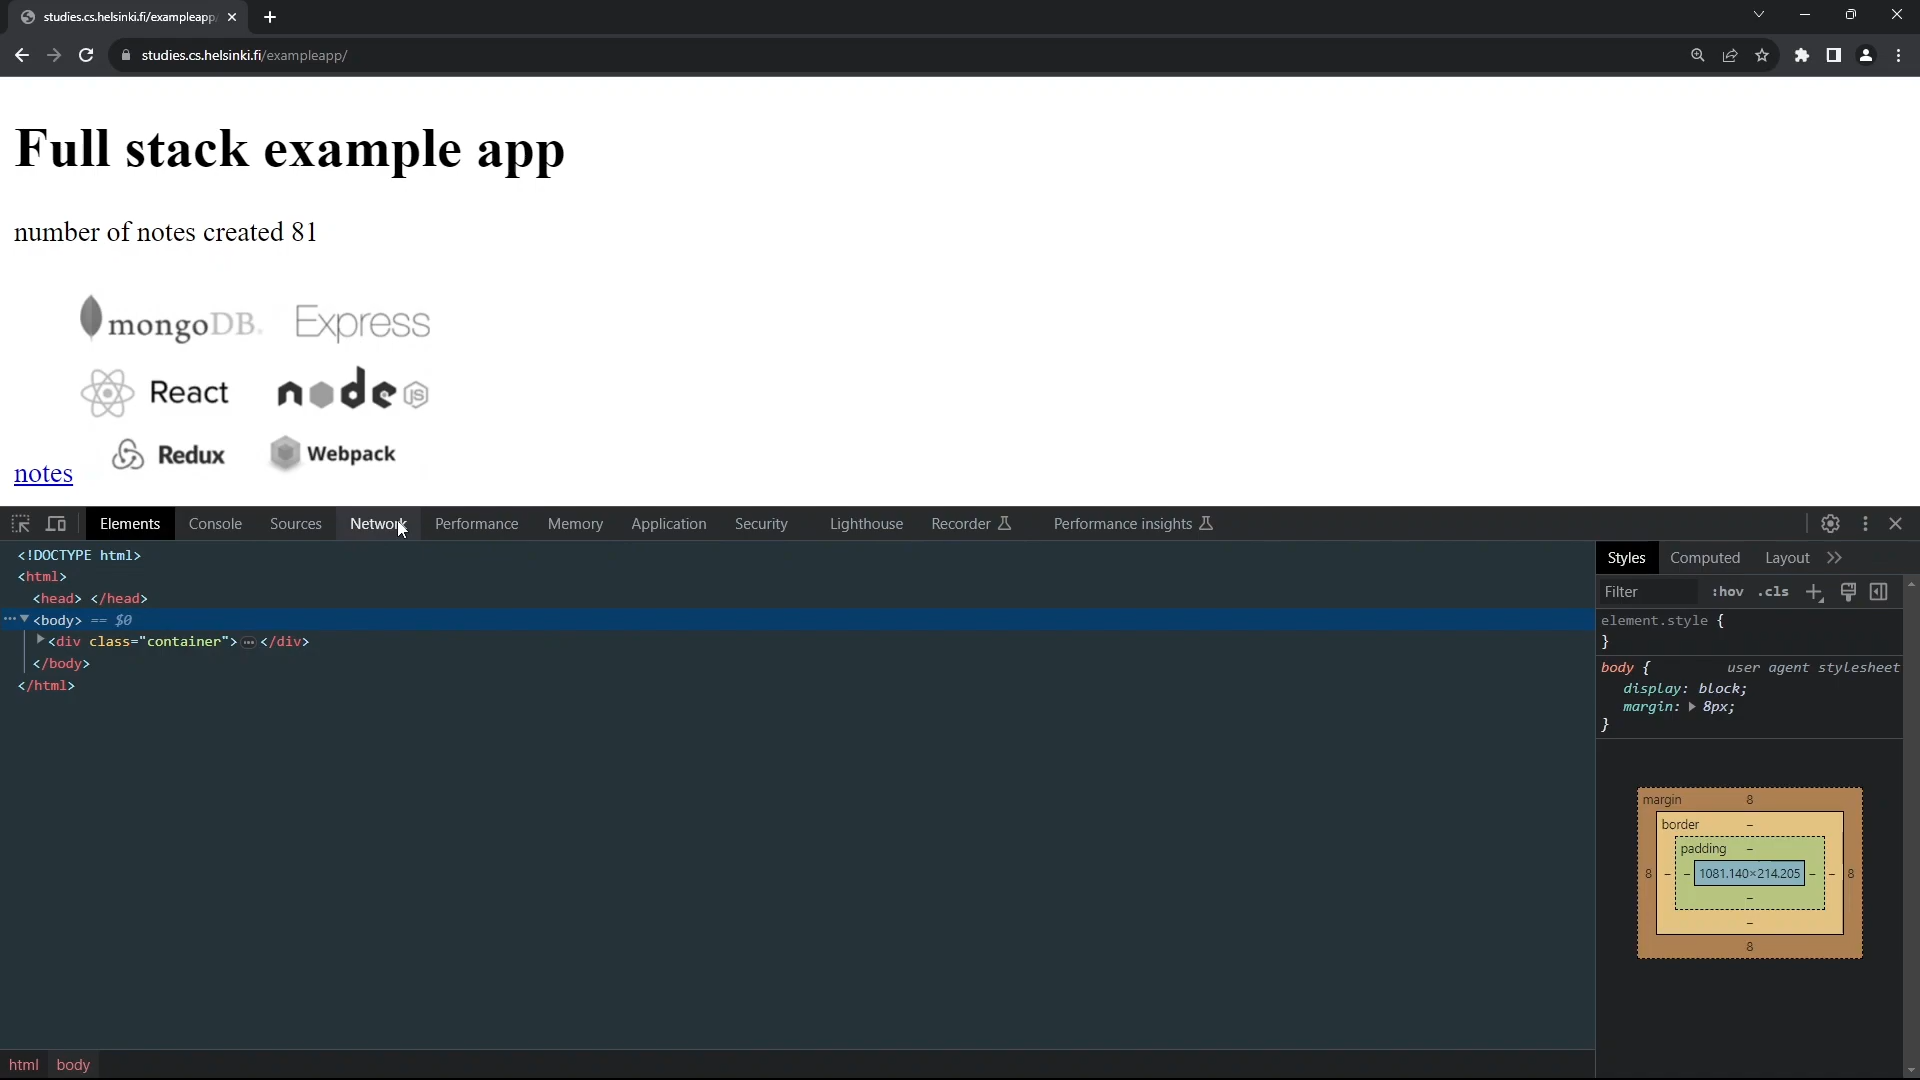 studies.cs.helsinki.fi/exampleapp/
studies.cs.helsinki.fi/exampleapp/
Full stack example app
number of notes created 81
mongoDB. Express
React node JS
Redux Webpack
notes
Elements Console Sources Network Performance Memory Application Security Lighthouse Recorder Performance insights
<!DOCTYPE html>
<html>
<head> </head>
··· ▼ <body> == $0
▶ <div class="container"> ··· </div>
</body>
</html>
html body
Styles Computed Layout »
Filter :hov .cls +
element.style {
}
body { user agent stylesheet
display: block;
margin: ▶ 8px;
}
margin 8
border –
padding –
8 – – 1081.140×214.205 – – 8
–
–
8